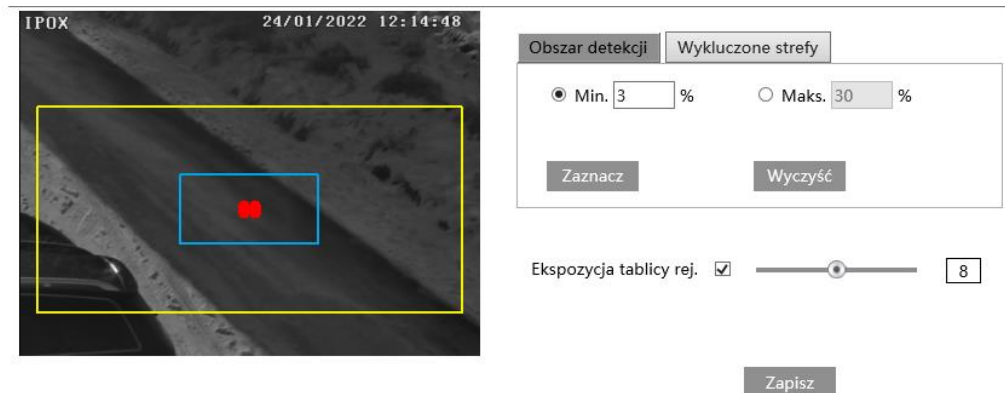 IPOX 24/01/2022 12:14:48
Obszar detekcji Wykluczone strefy
Min. 3 % Maks. 30 %
Zaznacz Wyczyść
Ekspozycja tablicy rej. 8
Zapisz